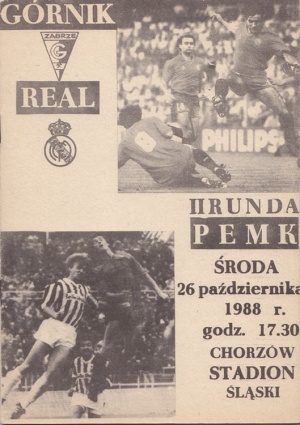 GÓRNIK
ZABRZE
REAL
PHILIPS
II RUNDA
PEMK
ŚRODA
26 października
1988 r.
godz. 17.30
CHORZÓW
STADION
ŚLĄSKI